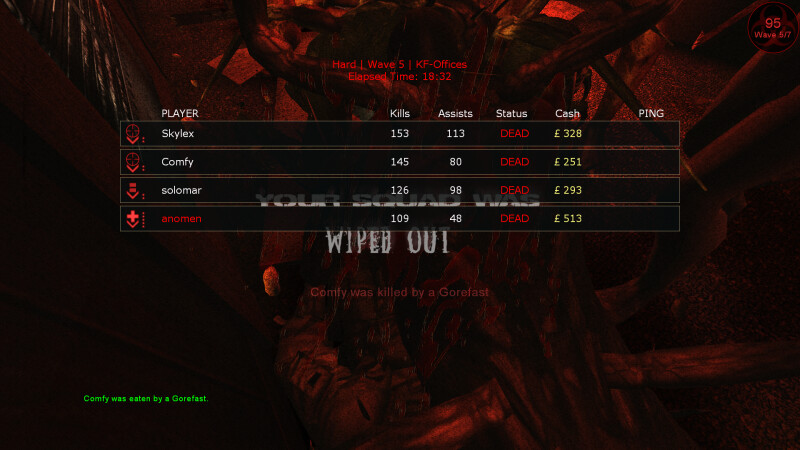 95
Wave 5/7
Hard | Wave 5 | KF-Offices
Elapsed Time: 18:32
PLAYER Kills Assists Status Cash PING
Skylex 153 113 DEAD £ 328
Comfy 145 80 DEAD £ 251
solomar 126 98 DEAD £ 293
YOUR SQUAD WAS
anomen 109 48 DEAD £ 513
WIPED OUT
Comfy was killed by a Gorefast
Comfy was eaten by a Gorefast.